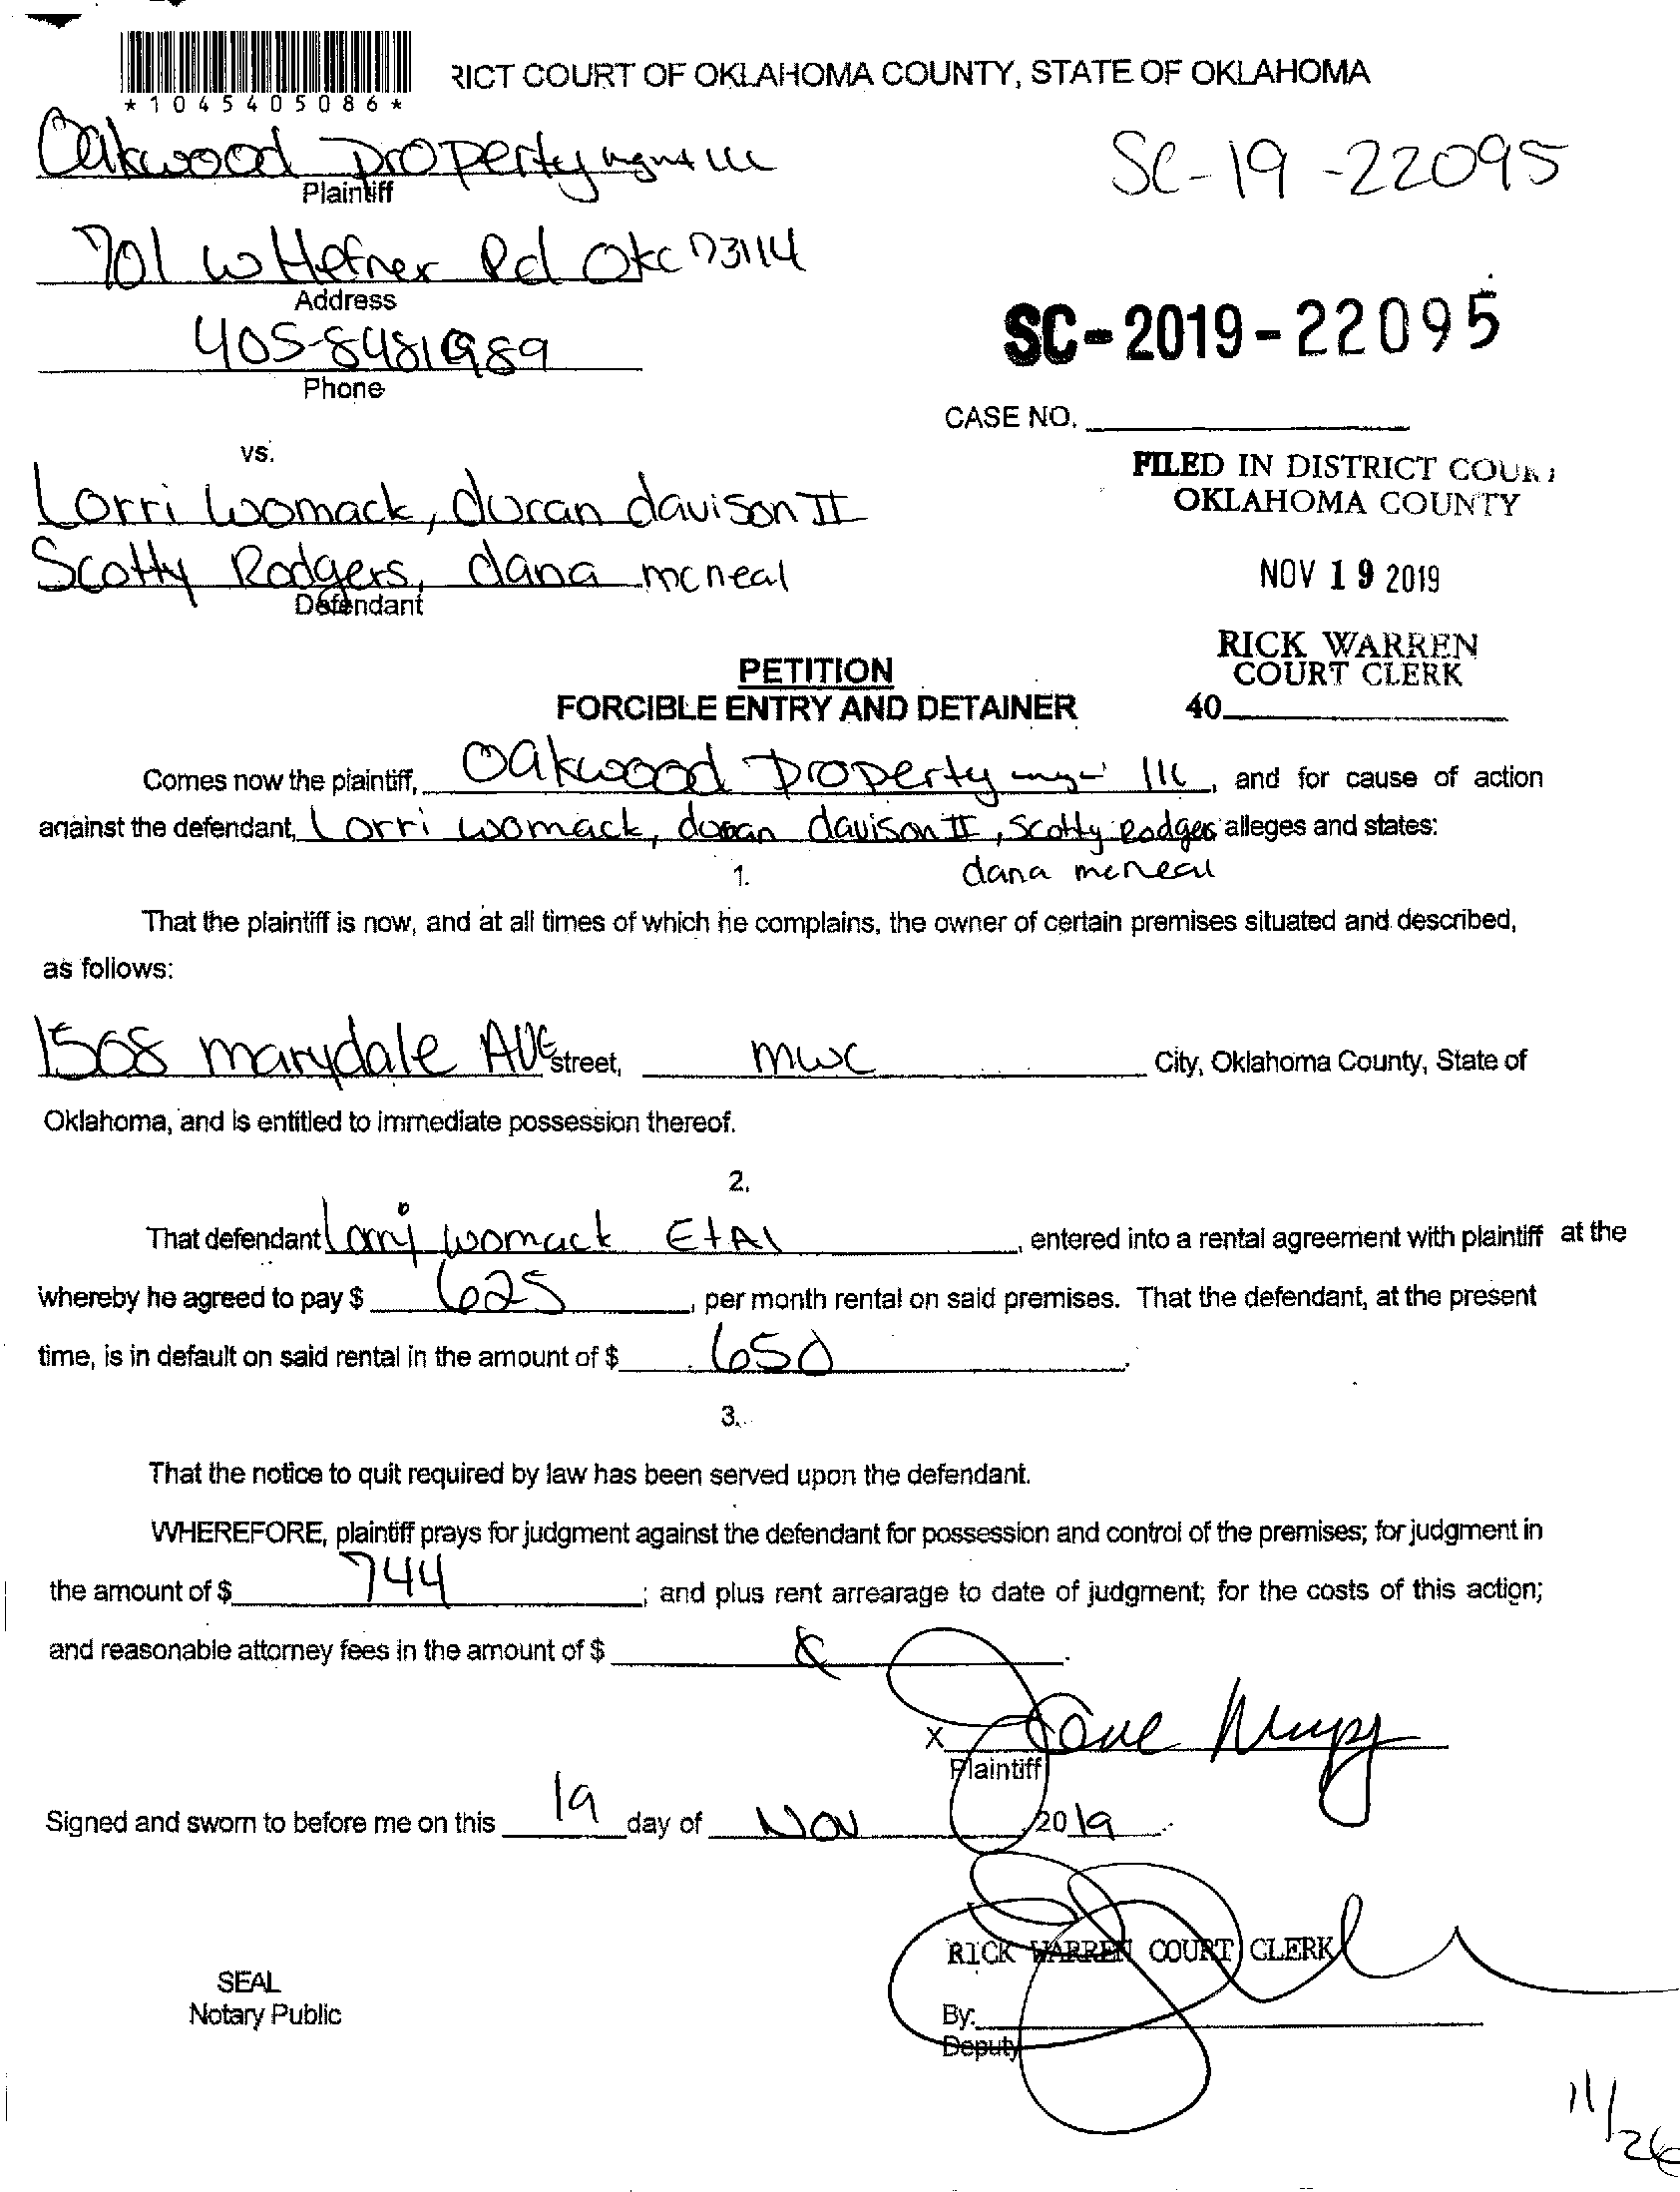 *1045405086*
RICT COURT OF OKLAHOMA COUNTY, STATE OF OKLAHOMA
Oakwood Property mgmt LLC
Plaintiff
SC-19-22095
701 W Hefner Rd Okc 73114
Address
405-8481989
Phone
SC-2019-22095
CASE NO.
vs.
Lorri Womack, duran davison II
Scotty Rodgers, dana mcneal
Defendant
FILED IN DISTRICT COURT
OKLAHOMA COUNTY
NOV 19 2019
RICK WARREN
COURT CLERK
40
PETITION
FORCIBLE ENTRY AND DETAINER
Comes now the plaintiff, Oakwood Property llc, and for cause of action
against the defendant, Lorri womack, duran davison II, Scotty Rodgers alleges and states:
dana mcneal
1.
That the plaintiff is now, and at all times of which he complains, the owner of certain premises situated and described,
as follows:
1568 marydale AVE street, mwc City, Oklahoma County, State of
Oklahoma, and is entitled to immediate possession thereof.
2.
That defendant Lorri womack EtAl, entered into a rental agreement with plaintiff at the
whereby he agreed to pay $ 625, per month rental on said premises. That the defendant, at the present
time, is in default on said rental in the amount of $ 650.
3.
That the notice to quit required by law has been served upon the defendant.
WHEREFORE, plaintiff prays for judgment against the defendant for possession and control of the premises; for judgment in
the amount of $ 744; and plus rent arrearage to date of judgment; for the costs of this action;
and reasonable attorney fees in the amount of $
X
Plaintiff
Signed and sworn to before me on this 19 day of Nov, 2019.
RICK WARREN COURT CLERK
SEAL
Notary Public
By:
Deputy
11/26